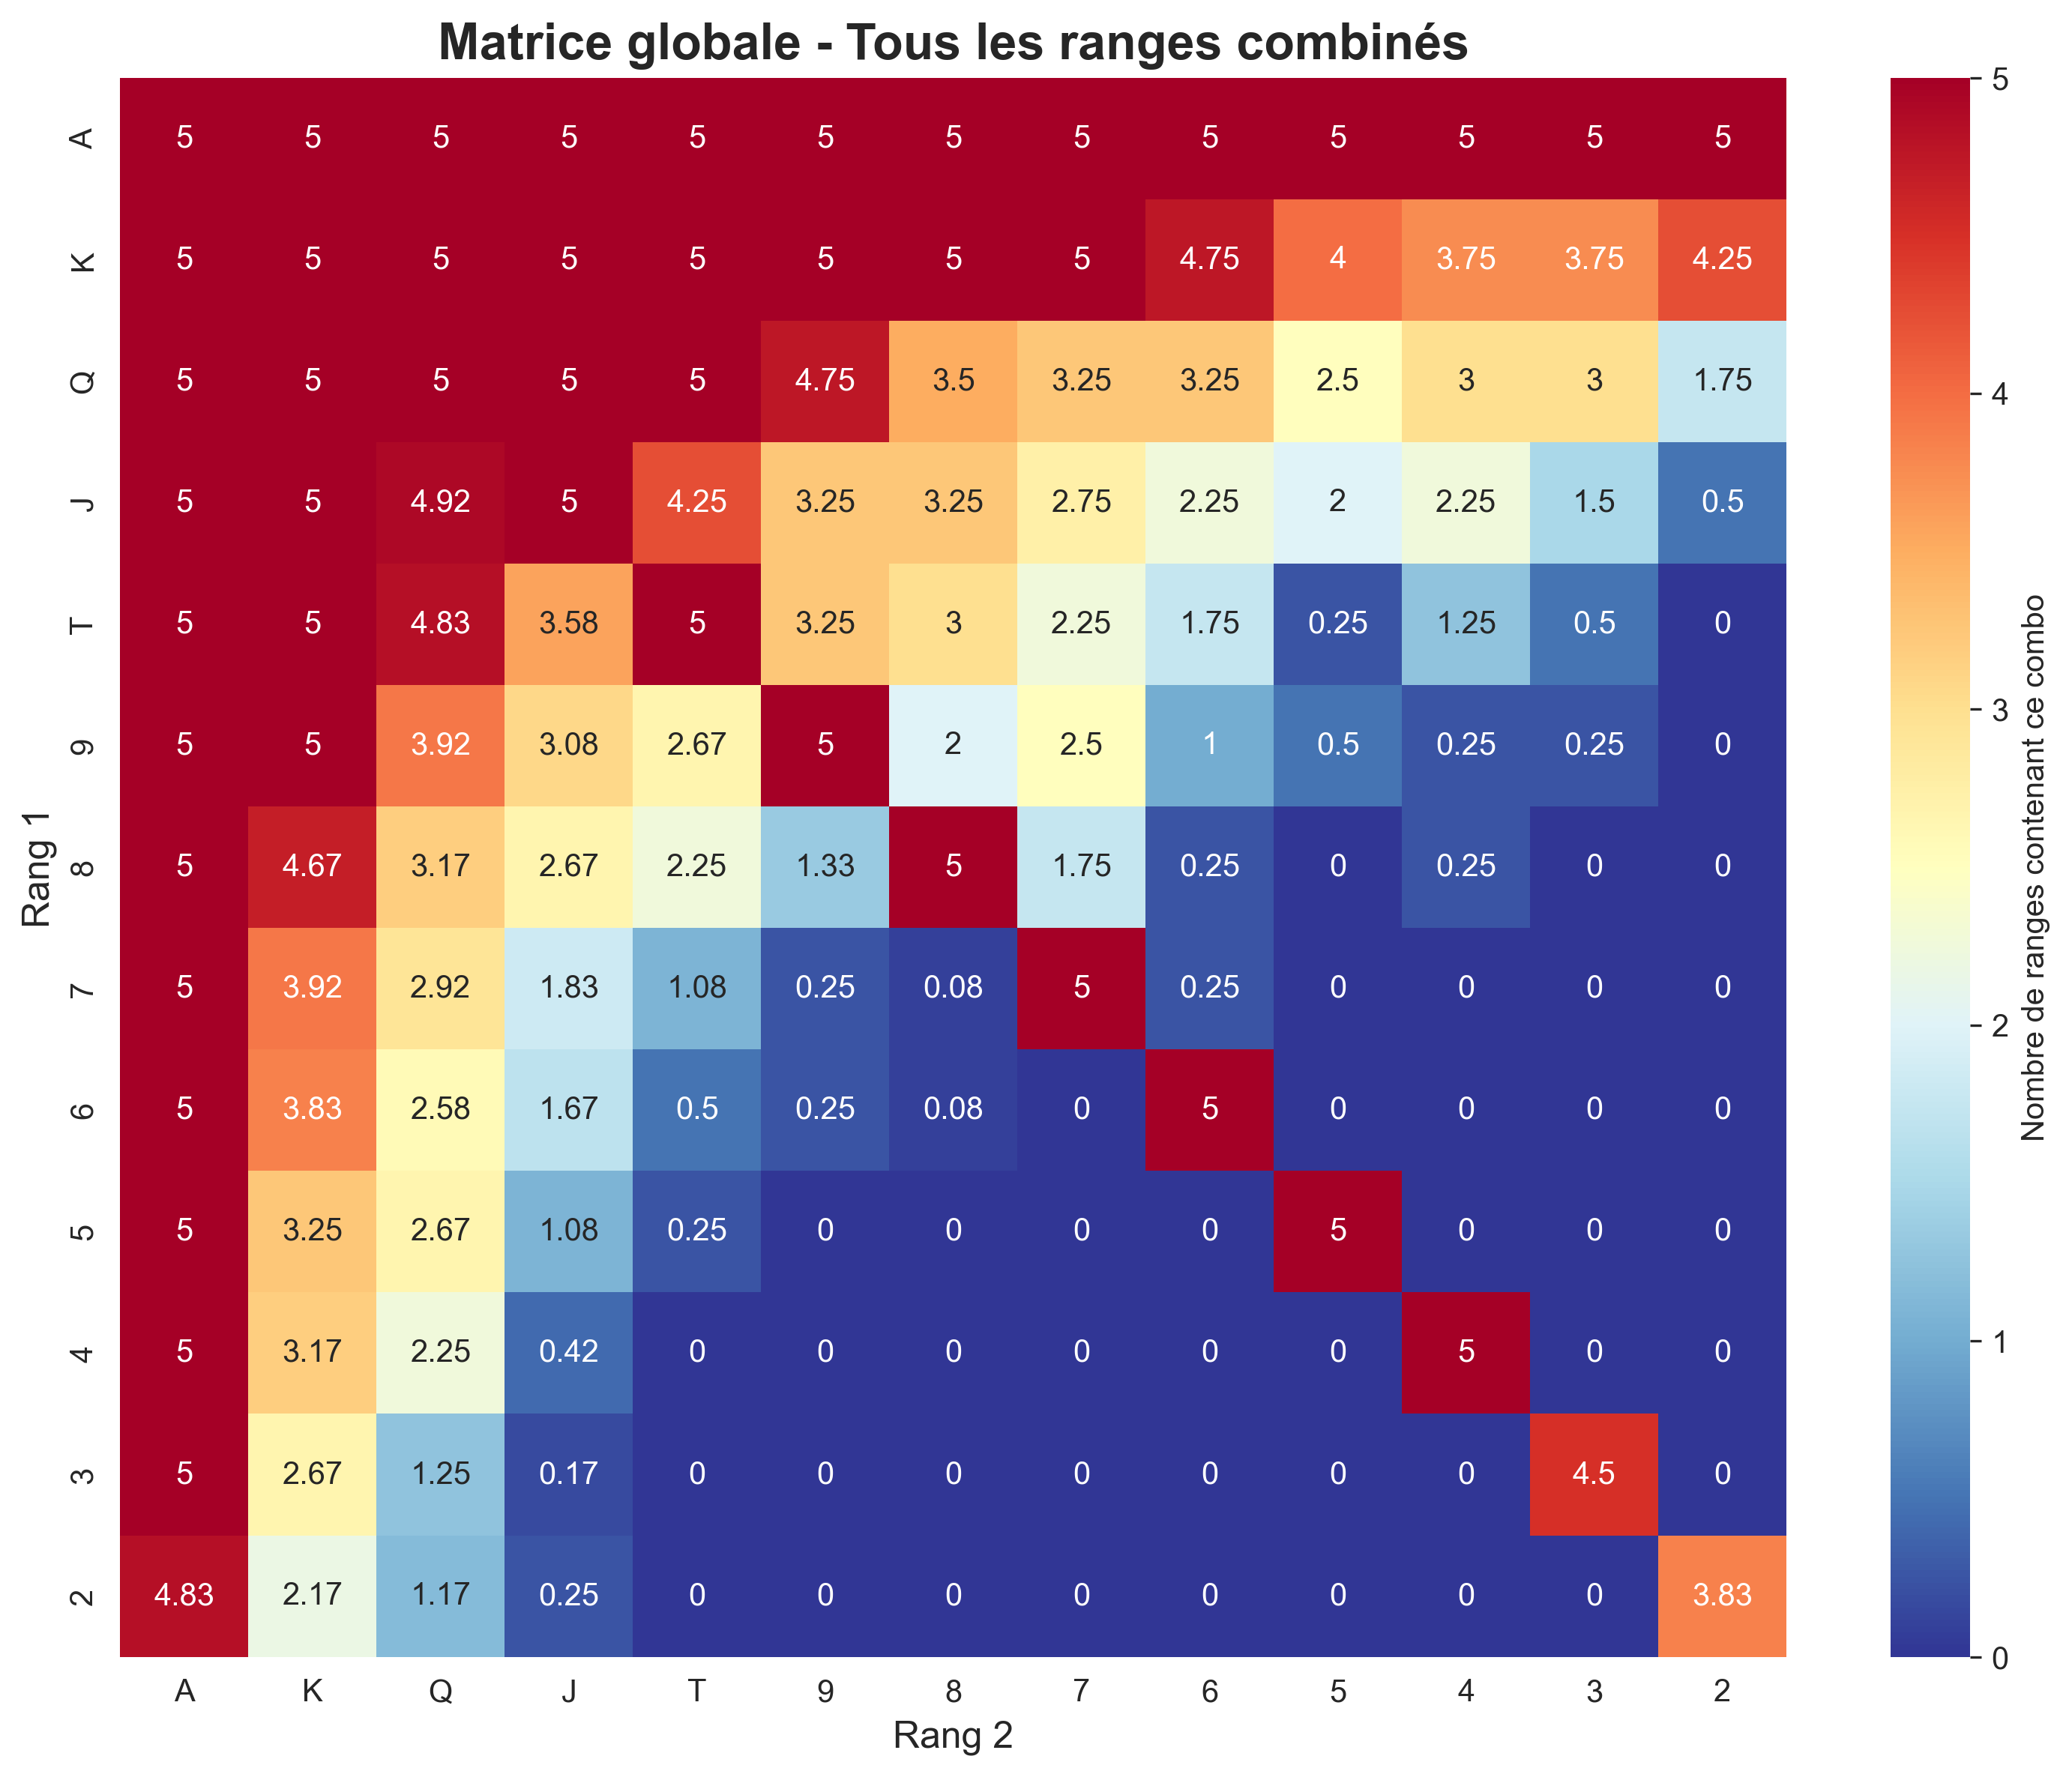 Matrice globale - Tous les ranges combinés
A 5 5 5 5 5 5 5 5 5 5 5 5 5
K 5 5 5 5 5 5 5 5 4.75 4 3.75 3.75 4.25
Q 5 5 5 5 5 4.75 3.5 3.25 3.25 2.5 3 3 1.75
J 5 5 4.92 5 4.25 3.25 3.25 2.75 2.25 2 2.25 1.5 0.5
T 5 5 4.83 3.58 5 3.25 3 2.25 1.75 0.25 1.25 0.5 0
9 5 5 3.92 3.08 2.67 5 2 2.5 1 0.5 0.25 0.25 0
8 5 4.67 3.17 2.67 2.25 1.33 5 1.75 0.25 0 0.25 0 0
7 5 3.92 2.92 1.83 1.08 0.25 0.08 5 0.25 0 0 0 0
6 5 3.83 2.58 1.67 0.5 0.25 0.08 0 5 0 0 0 0
5 5 3.25 2.67 1.08 0.25 0 0 0 0 5 0 0 0
4 5 3.17 2.25 0.42 0 0 0 0 0 0 5 0 0
3 5 2.67 1.25 0.17 0 0 0 0 0 0 0 4.5 0
2 4.83 2.17 1.17 0.25 0 0 0 0 0 0 0 0 3.83
A K Q J T 9 8 7 6 5 4 3 2
Rang 2
Rang 1
5
4
3
2
1
0
Nombre de ranges contenant ce combo